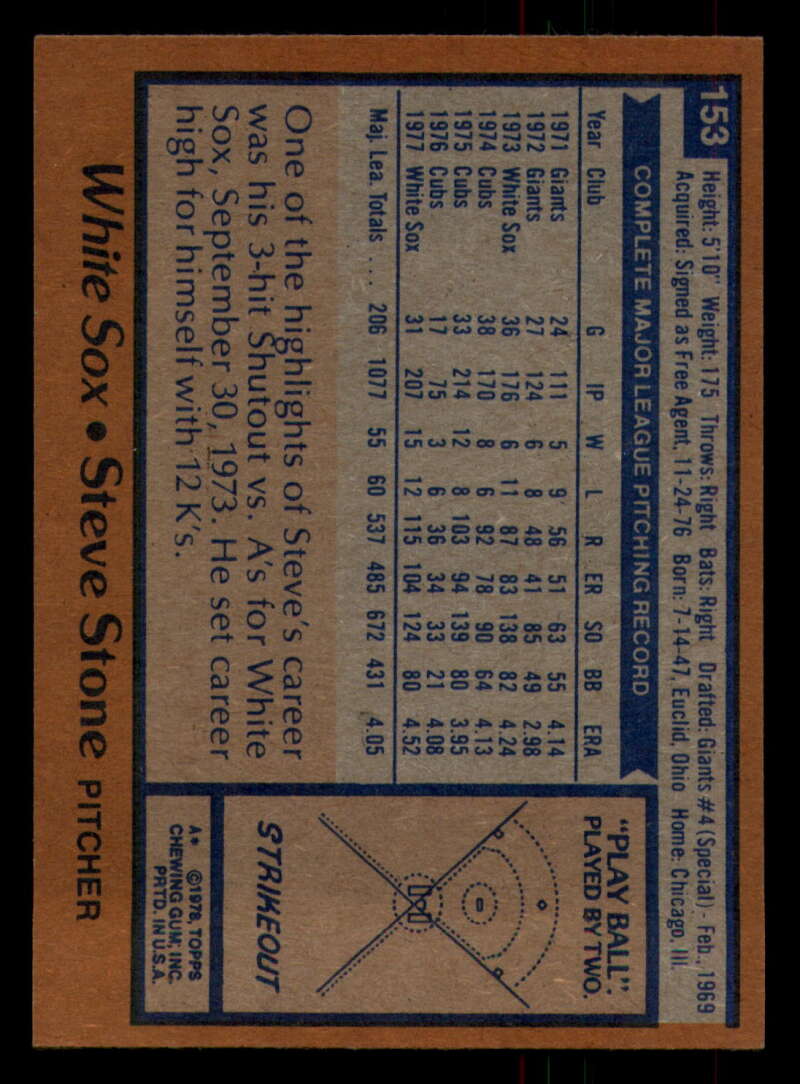 153
Height: 5'10" Weight: 175 Throws: Right Bats: Right Drafted: Giants #4 (Special) - Feb., 1969
Acquired: Signed as Free Agent, 11-24-76 Born: 7-14-47, Euclid, Ohio Home: Chicago, Ill.
COMPLETE MAJOR LEAGUE PITCHING RECORD
Year Club G IP W L R ER SO BB ERA
1971 Giants 24 111 5 9 56 51 63 55 4.14
1972 Giants 27 124 6 8 48 41 85 49 2.98
1973 White Sox 36 176 6 11 87 83 138 82 4.24
1974 Cubs 38 170 8 6 92 78 90 64 4.13
1975 Cubs 33 214 12 8 103 94 139 80 3.95
1976 Cubs 17 75 3 6 36 34 33 21 4.08
1977 White Sox 31 207 15 12 115 104 124 80 4.52
Maj. Lea. Totals ... 206 1077 55 60 537 485 672 431 4.05
One of the highlights of Steve's career
was his 3-hit Shutout vs. A's for White
Sox, September 30, 1973. He set career
high for himself with 12 K's.
"PLAY BALL":
PLAYED BY TWO.
STRIKEOUT
A* ©1978, TOPPS
CHEWING GUM, INC.
PRTD. IN U.S.A.
White Sox • Steve Stone PITCHER